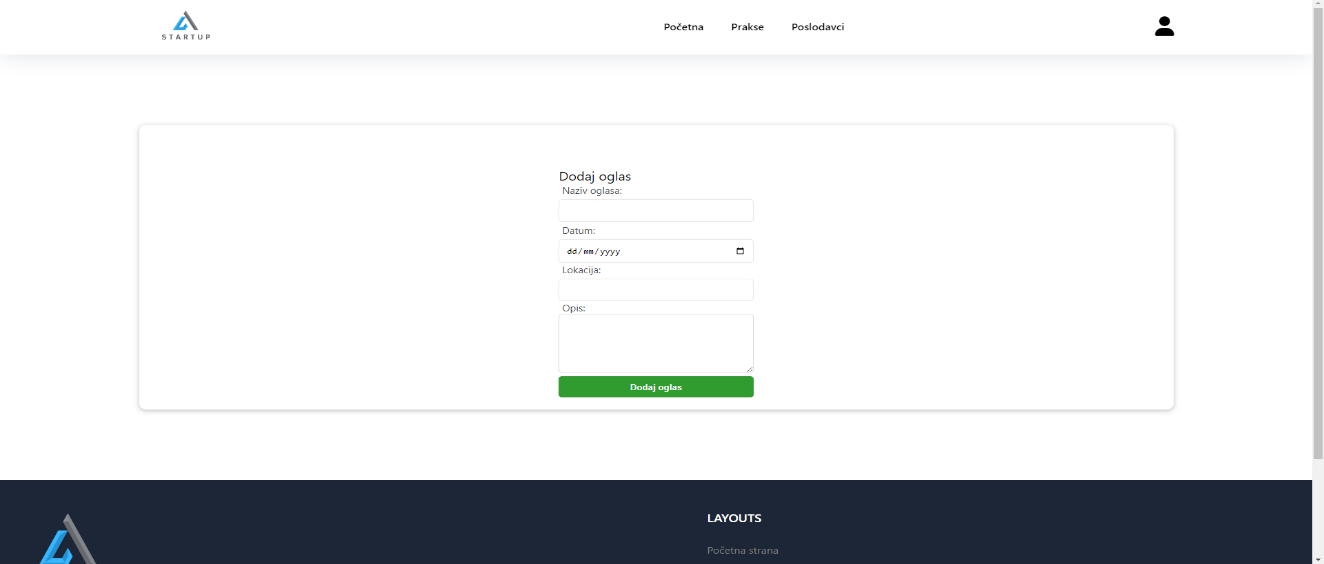 STARTUP
Početna Prakse Poslodavci
Dodaj oglas
Naziv oglasa:
Datum:
dd/mm/yyyy
Lokacija:
Opis:
Dodaj oglas
LAYOUTS
Početna strana